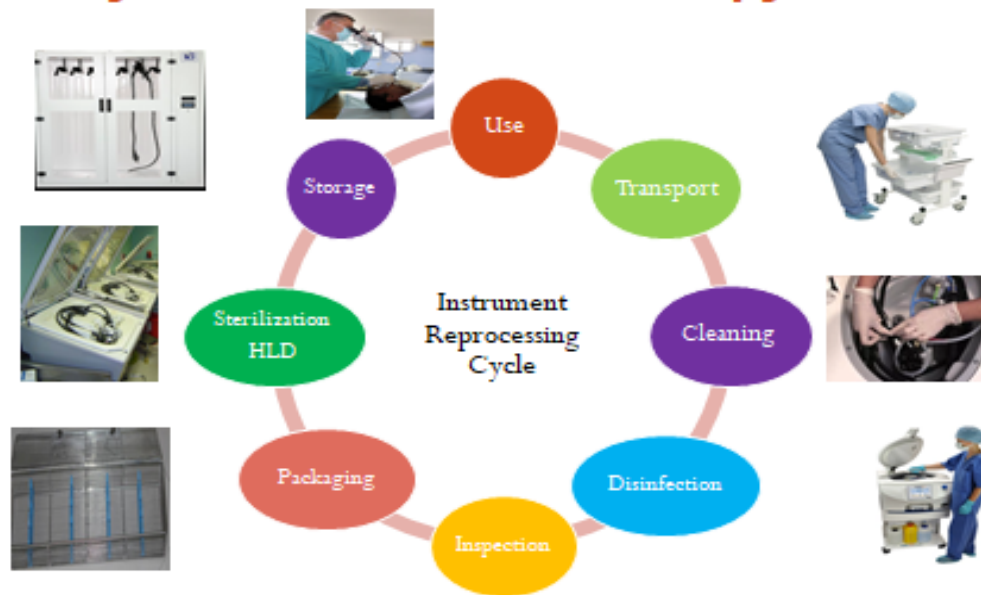 Use
Transport
Cleaning
Disinfection
Inspection
Packaging
Sterilization
HLD
Storage
Instrument
Reprocessing
Cycle